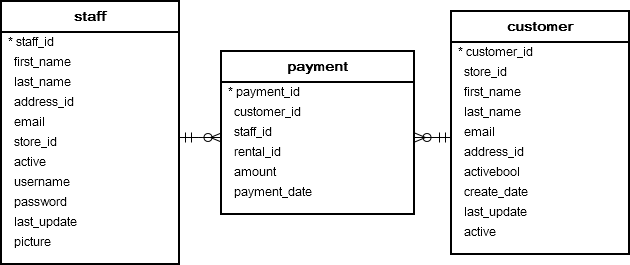 staff
* staff_id
first_name
last_name
address_id
email
store_id
active
username
password
last_update
picture
payment
* payment_id
customer_id
staff_id
rental_id
amount
payment_date
customer
* customer_id
store_id
first_name
last_name
email
address_id
activebool
create_date
last_update
active